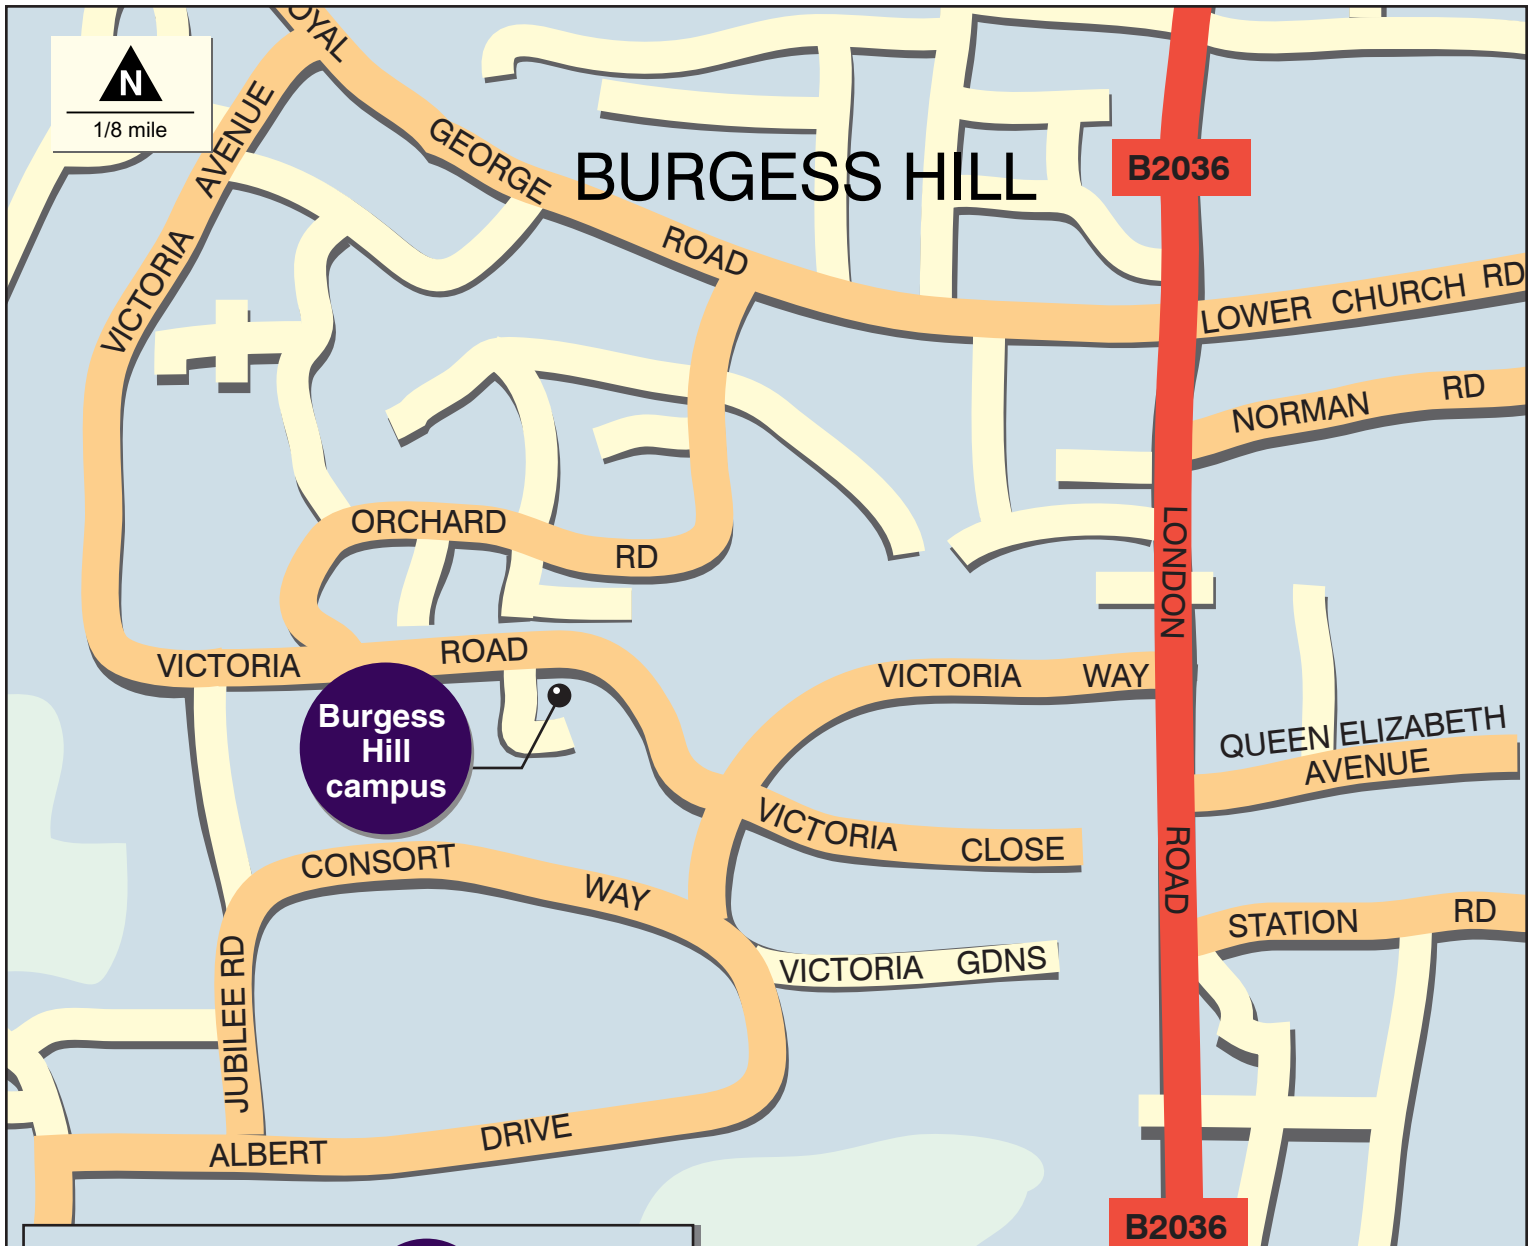 OYAL
N
1/8 mile
AVENUE
GEORGE
BURGESS HILL
B2036
ROAD
VICTORIA
LOWER CHURCH RD
NORMAN RD
ORCHARD
RD
LONDON
VICTORIA ROAD
VICTORIA WAY
Burgess
Hill
campus
QUEEN ELIZABETH
AVENUE
VICTORIA CLOSE
ROAD
CONSORT WAY
STATION RD
VICTORIA GDNS
JUBILEE RD
ALBERT DRIVE
B2036